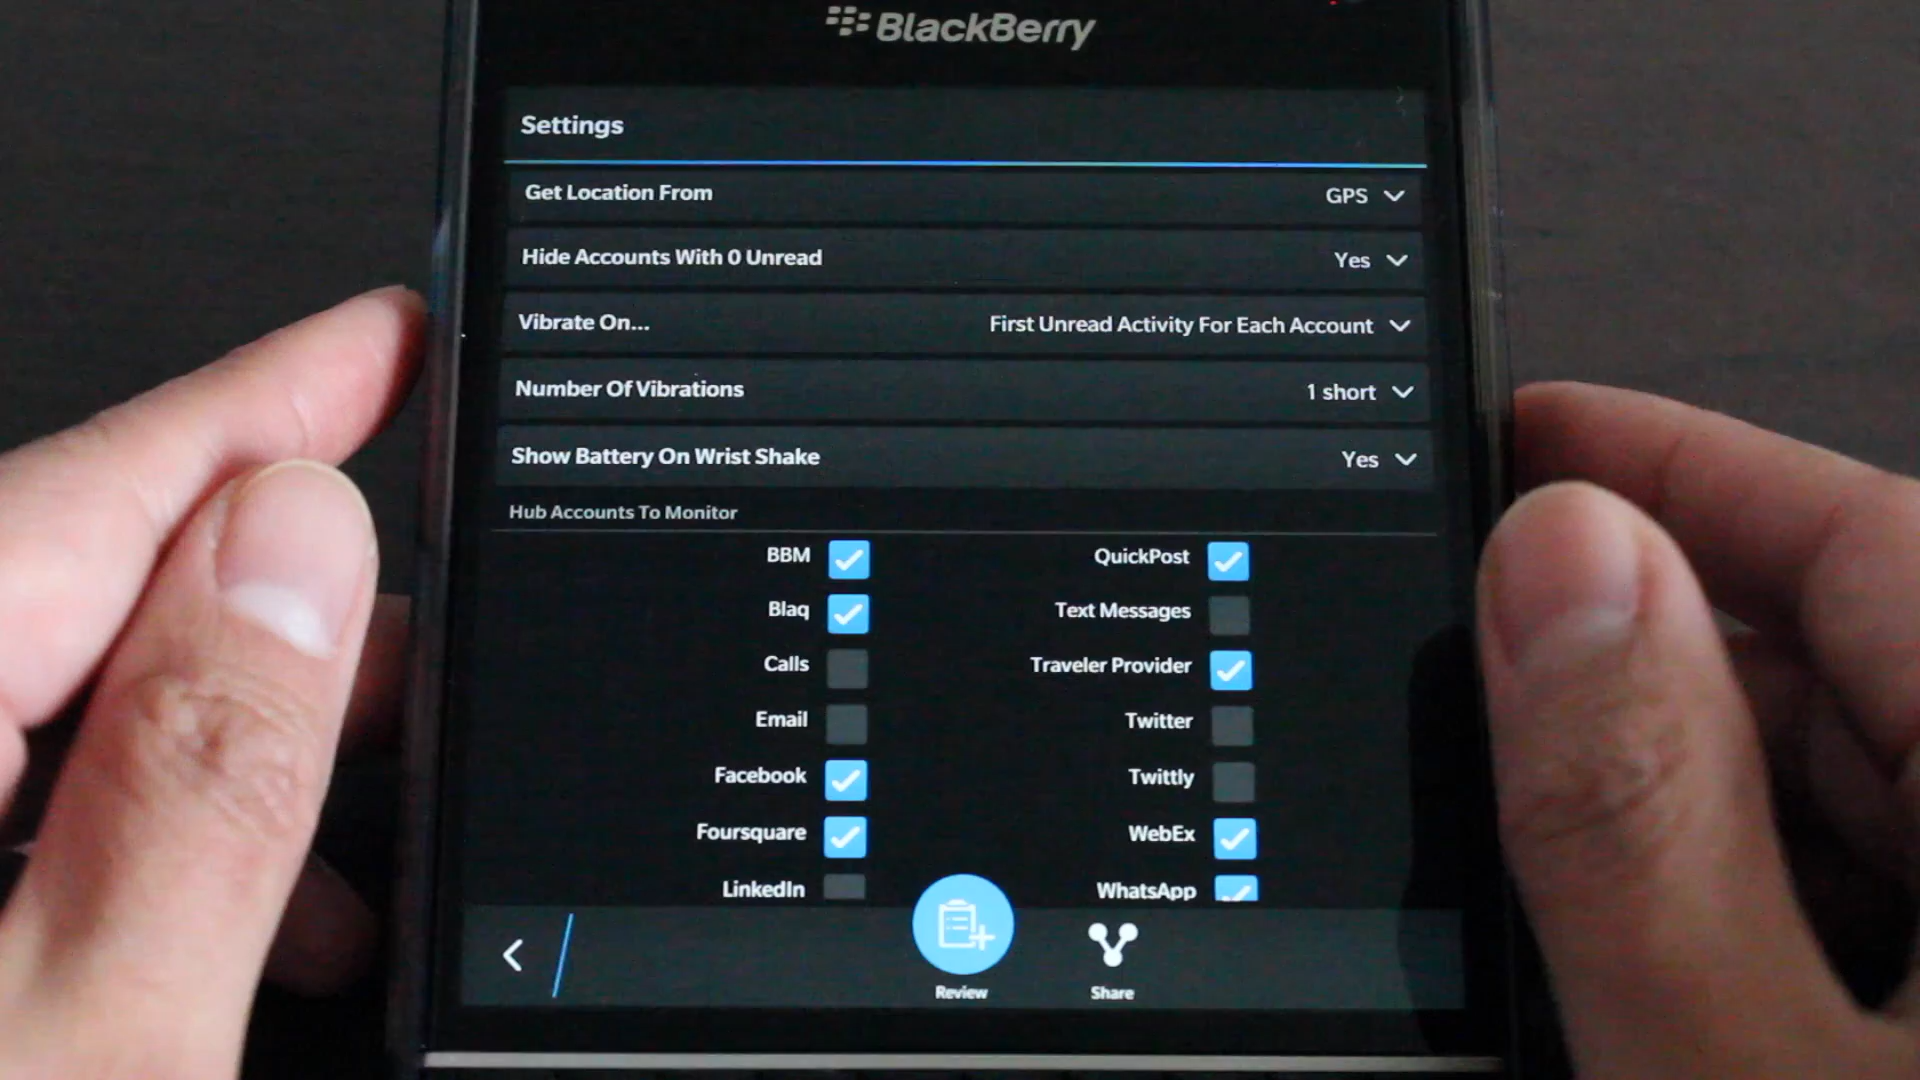 BlackBerry
Settings
Get Location From GPS
Hide Accounts With 0 Unread Yes
Vibrate On... First Unread Activity For Each Account
Number Of Vibrations 1 short
Show Battery On Wrist Shake Yes
Hub Accounts To Monitor
BBM QuickPost
Blaq Text Messages
Calls Traveler Provider
Email Twitter
Facebook Twittly
Foursquare WebEx
LinkedIn WhatsApp
Review Share